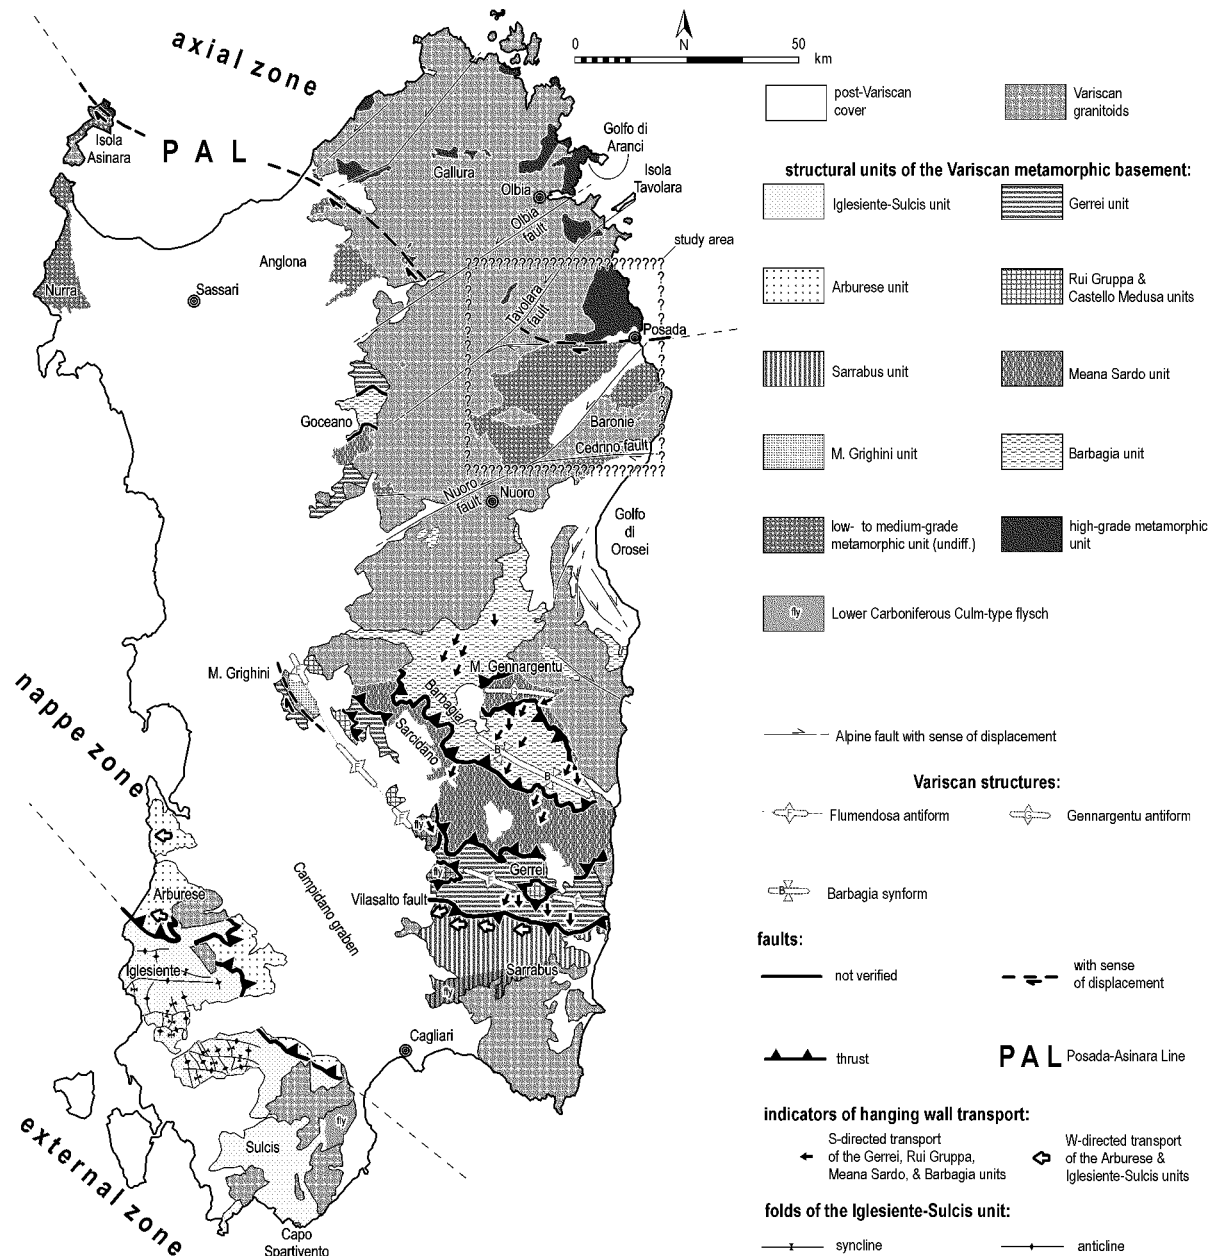 axial zone
PAL
Isola
Asinara
Nurra
Sassari
Anglona
Gallura
Golfo di
Aranci
Isola
Tavolara
Olbia
Olbia
fault
study area
Tavolara
fault
Posada
Goceano
Baronie
Cedrino fault
Nuoro
fault
Nuoro
Golfo
di
Orosei
M. Grighini
M. Gennargentu
Barbagia
Sarcidano
G
B
B
F
F
fly
nappe zone
Gerrei
fly
F
F
Vilasalto fault
Arburese
Campidano graben
Iglesiente
Sarrabus
fly
Cagliari
fly
Sulcis
external zone
Capo
Spartivento
0 50
km
N
post-Variscan
cover
Variscan
granitoids
structural units of the Variscan metamorphic basement:
Iglesiente-Sulcis unit
Gerrei unit
Arburese unit
Rui Gruppa &
Castello Medusa units
Sarrabus unit
Meana Sardo unit
M. Grighini unit
Barbagia unit
low- to medium-grade
metamorphic unit (undiff.)
high-grade metamorphic
unit
fly
Lower Carboniferous Culm-type flysch
Alpine fault with sense of displacement
Variscan structures:
F
Flumendosa antiform
G
Gennargentu antiform
B
Barbagia synform
faults:
not verified
with sense
of displacement
thrust
PAL Posada-Asinara Line
indicators of hanging wall transport:
S-directed transport
of the Gerrei, Rui Gruppa,
Meana Sardo, & Barbagia units
W-directed transport
of the Arburese &
Iglesiente-Sulcis units
folds of the Iglesiente-Sulcis unit:
syncline
anticline